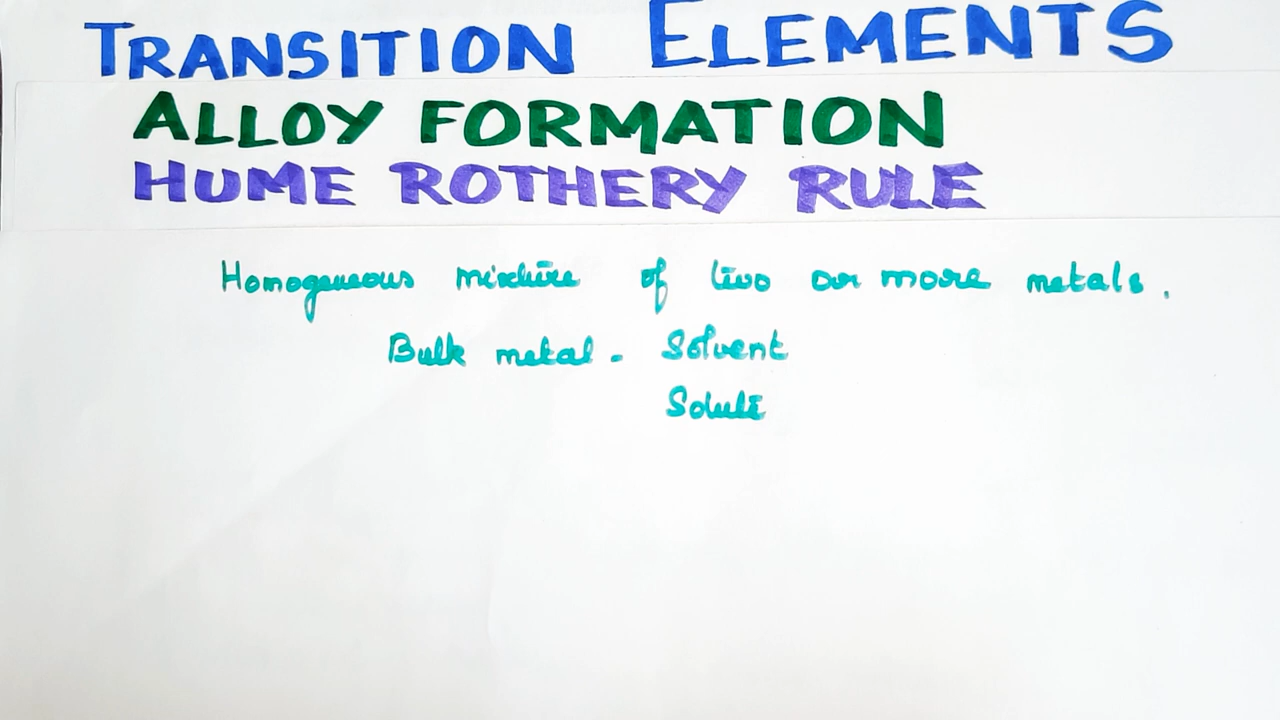 TRANSITION ELEMENTS
ALLOY FORMATION
HUME ROTHERY RULE
Homogeneous mixture of two or more metals.
Bulk metal - Solvent
Solute